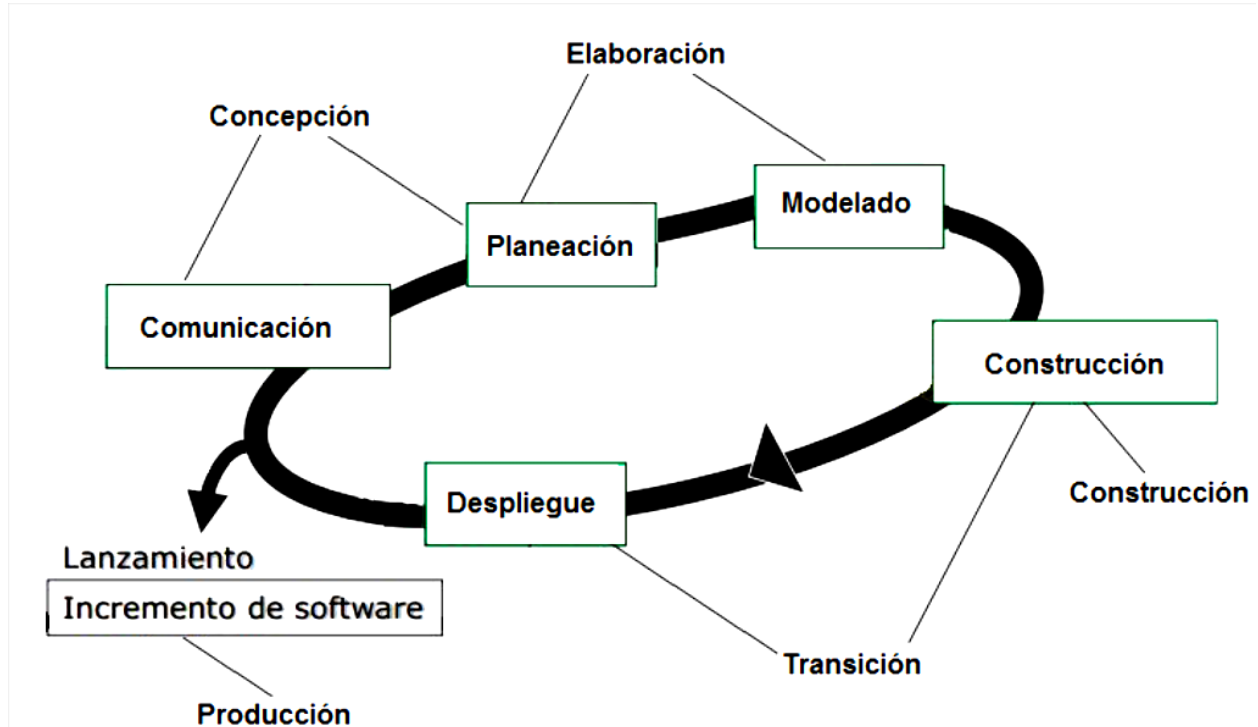 Elaboración
Concepción
Modelado
Planeación
Comunicación
Construcción
Construcción
Despliegue
Lanzamiento
Incremento de software
Transición
Producción